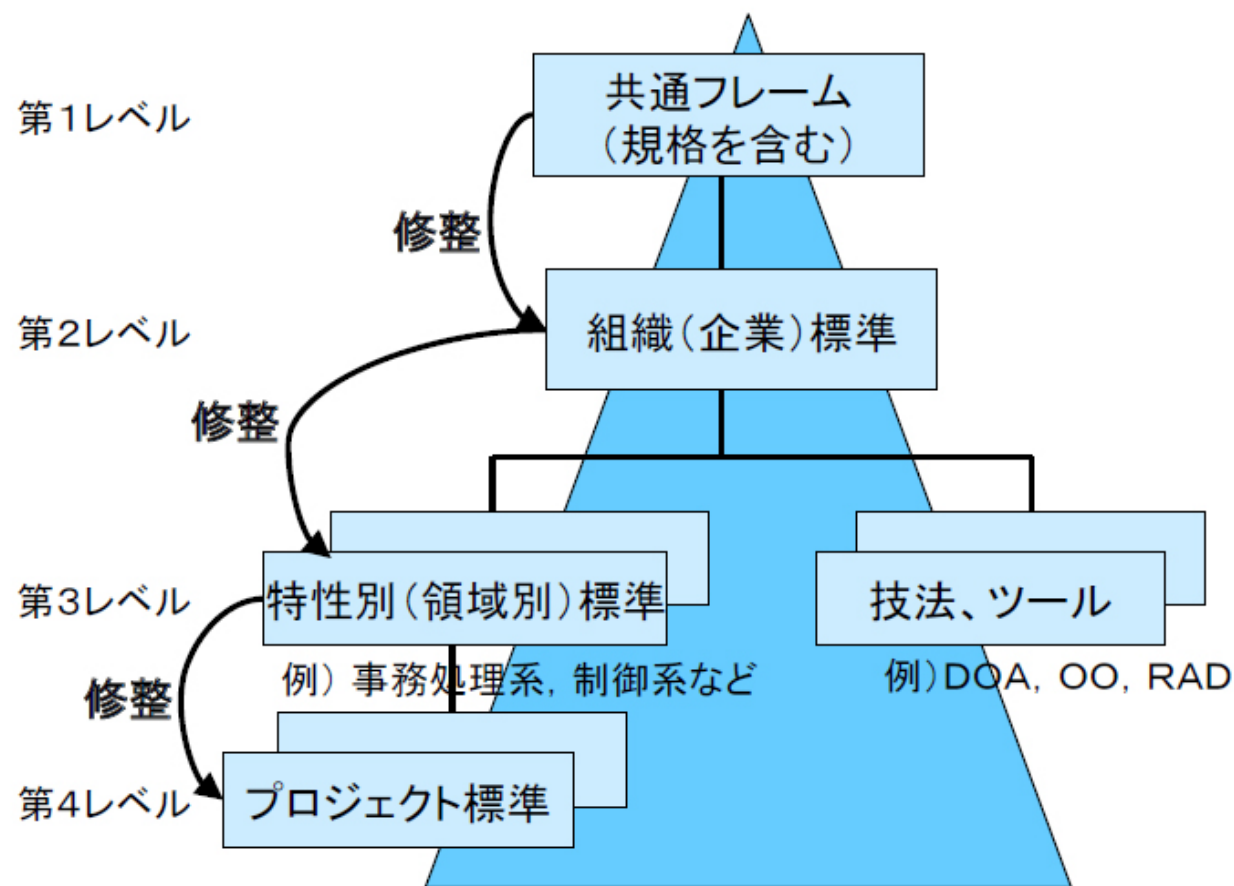 第１レベル
共通フレーム
（規格を含む）
修整
第２レベル
組織（企業）標準
修整
第３レベル
特性別（領域別）標準
技法、ツール
例） 事務処理系, 制御系など
例）DOA, OO, RAD
修整
第４レベル
プロジェクト標準